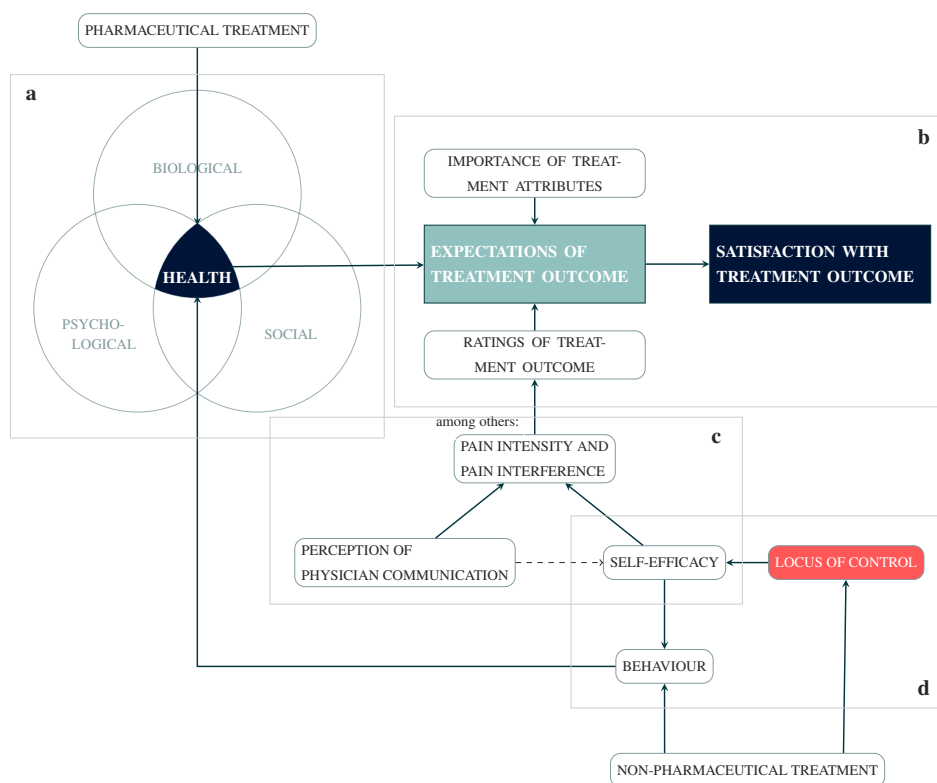 PHARMACEUTICAL TREATMENT
a
b
BIOLOGICAL
IMPORTANCE OF TREAT-
MENT ATTRIBUTES
EXPECTATIONS OF
TREATMENT OUTCOME
SATISFACTION WITH
TREATMENT OUTCOME
HEALTH
PSYCHO-
LOGICAL
SOCIAL
RATINGS OF TREAT-
MENT OUTCOME
among others:
c
PAIN INTENSITY AND
PAIN INTERFERENCE
PERCEPTION OF
PHYSICIAN COMMUNICATION
SELF-EFFICACY
LOCUS OF CONTROL
BEHAVIOUR
d
NON-PHARMACEUTICAL TREATMENT